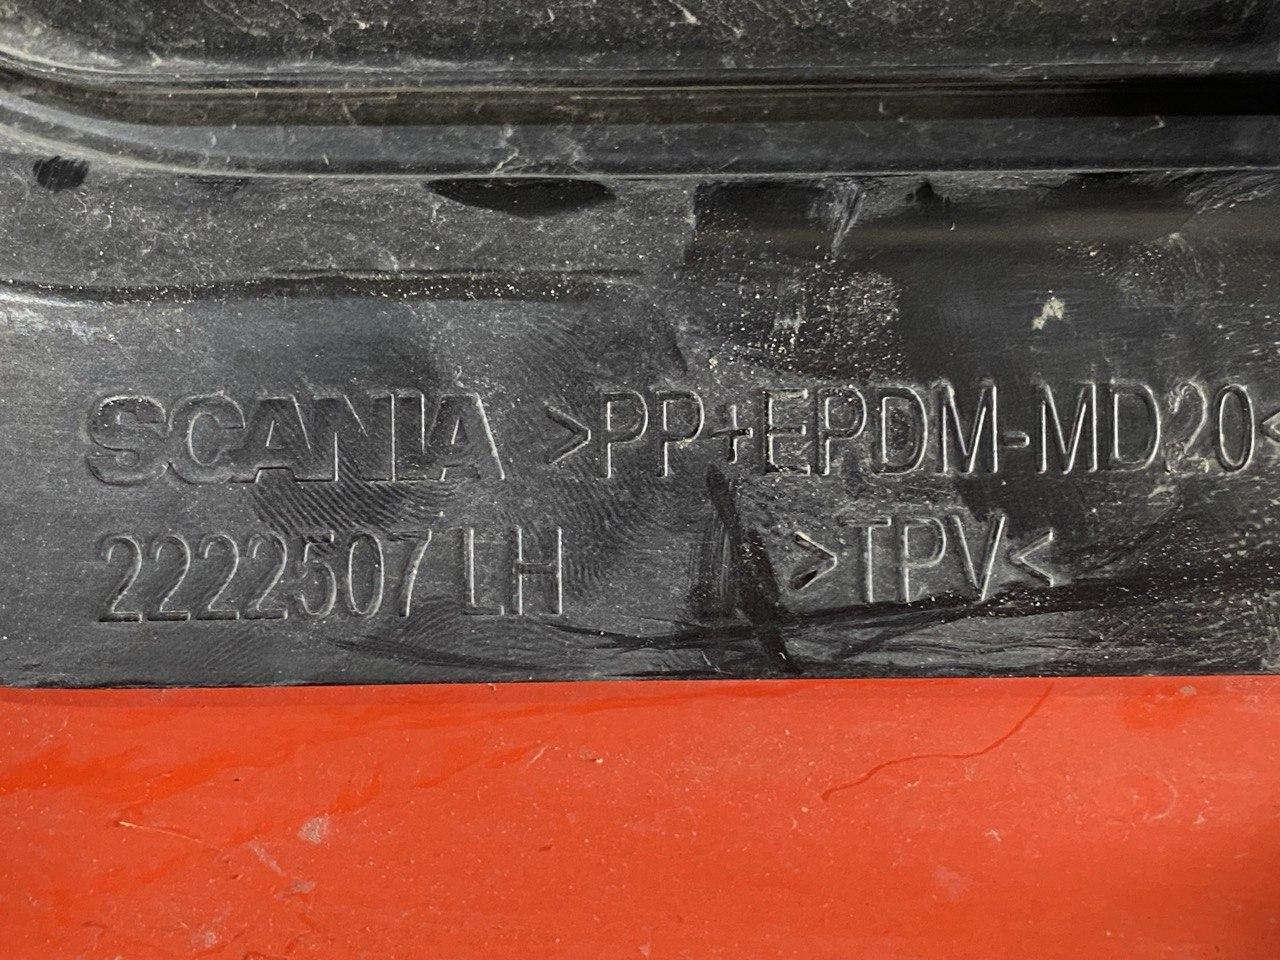 SCANIA >PP+EPDM-MD20<
2222507 LH >TPV<